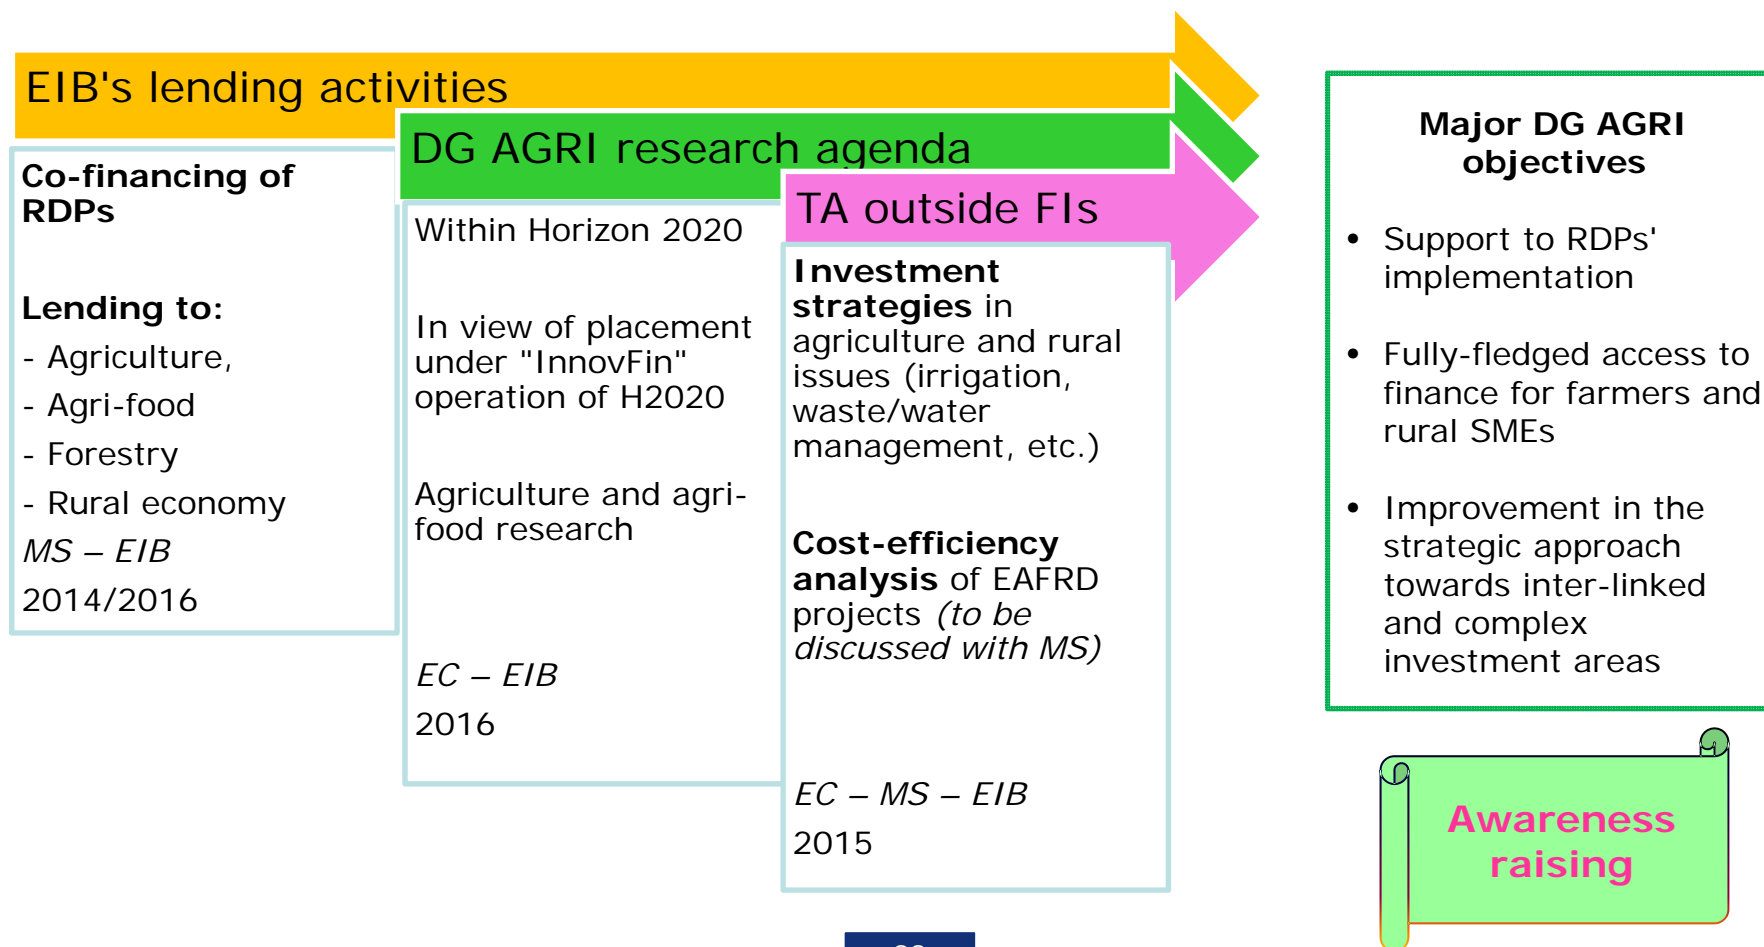 EIB's lending activities
Co-financing of
RDPs
Lending to:
- Agriculture,
- Agri-food
- Forestry
- Rural economy
MS – EIB
2014/2016
DG AGRI research agenda
Within Horizon 2020
In view of placement
under "InnovFin"
operation of H2020
Agriculture and agri-
food research
EC – EIB
2016
TA outside FIs
Investment
strategies in
agriculture and rural
issues (irrigation,
waste/water
management, etc.)
Cost-efficiency
analysis of EAFRD
projects (to be
discussed with MS)
EC – MS – EIB
2015
Major DG AGRI
objectives
• Support to RDPs'
implementation
• Fully-fledged access to
finance for farmers and
rural SMEs
• Improvement in the
strategic approach
towards inter-linked
and complex
investment areas
Awareness
raising